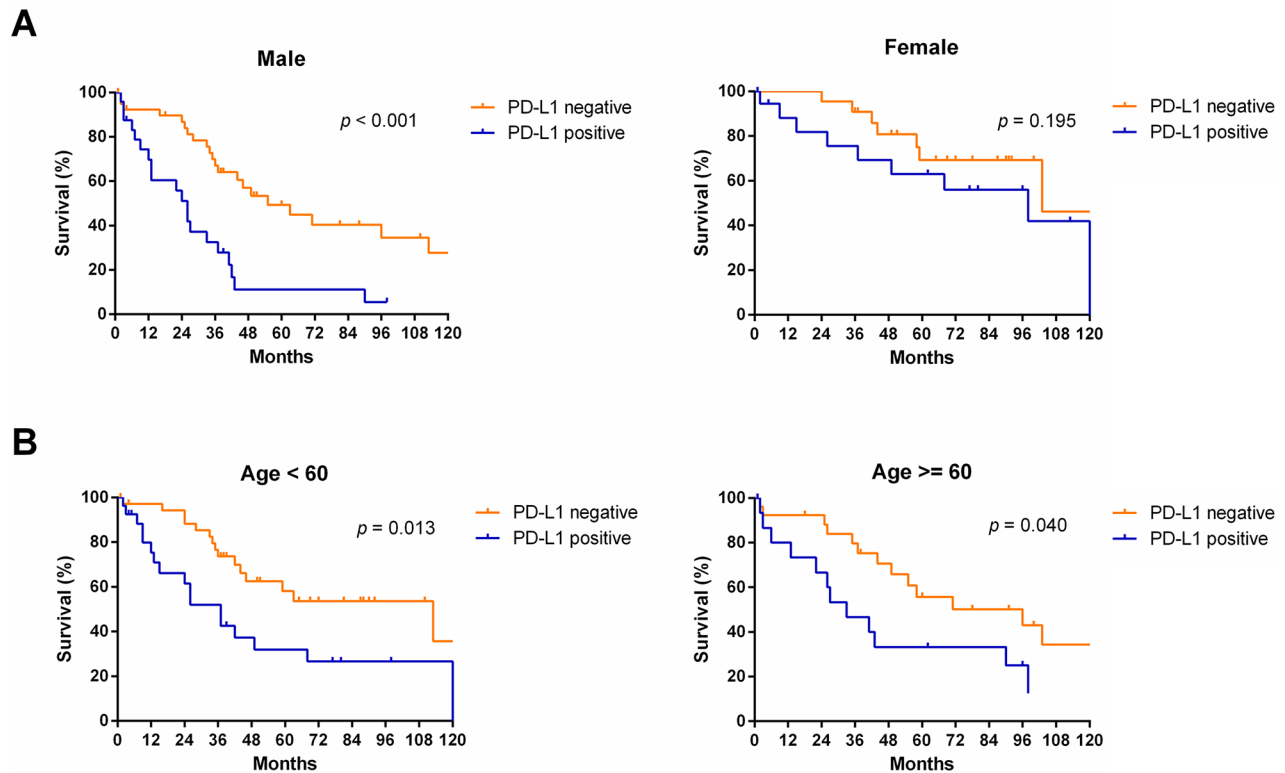 A
Male
Female
PD-L1 negative
PD-L1 positive
p < 0.001
PD-L1 negative
PD-L1 positive
p = 0.195
Survival (%)
100
80
60
40
20
0
0 12 24 36 48 60 72 84 96 108 120
Months
Survival (%)
100
80
60
40
20
0
0 12 24 36 48 60 72 84 96 108 120
Months
B
Age < 60
Age >= 60
PD-L1 negative
PD-L1 positive
p = 0.013
PD-L1 negative
PD-L1 positive
p = 0.040
Survival (%)
100
80
60
40
20
0
0 12 24 36 48 60 72 84 96 108 120
Months
Survival (%)
100
80
60
40
20
0
0 12 24 36 48 60 72 84 96 108 120
Months